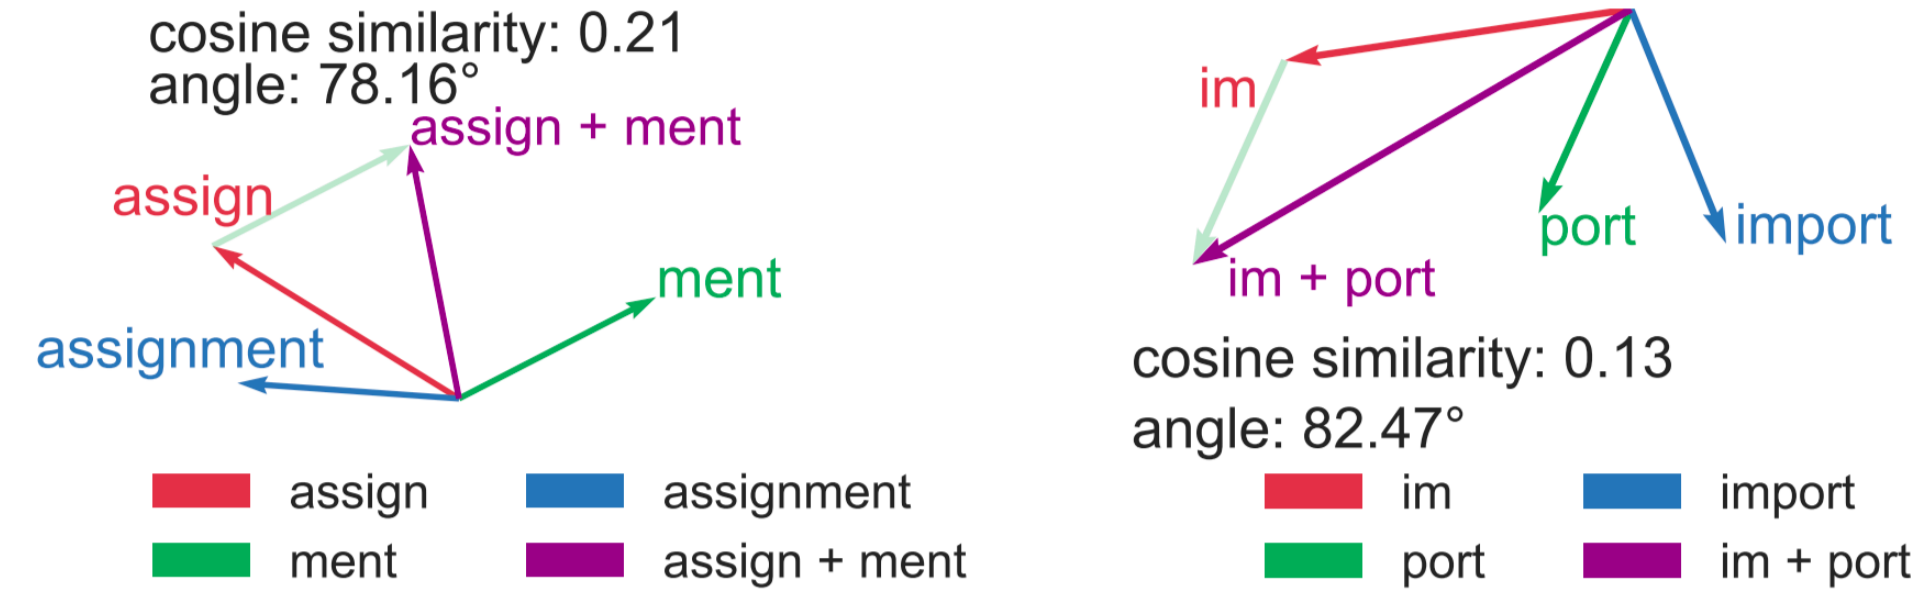 cosine similarity: 0.21
angle: 78.16°
assign + ment
assign
ment
assignment
assign
assignment
ment
assign + ment
im
port
import
im + port
cosine similarity: 0.13
angle: 82.47°
im
import
port
im + port